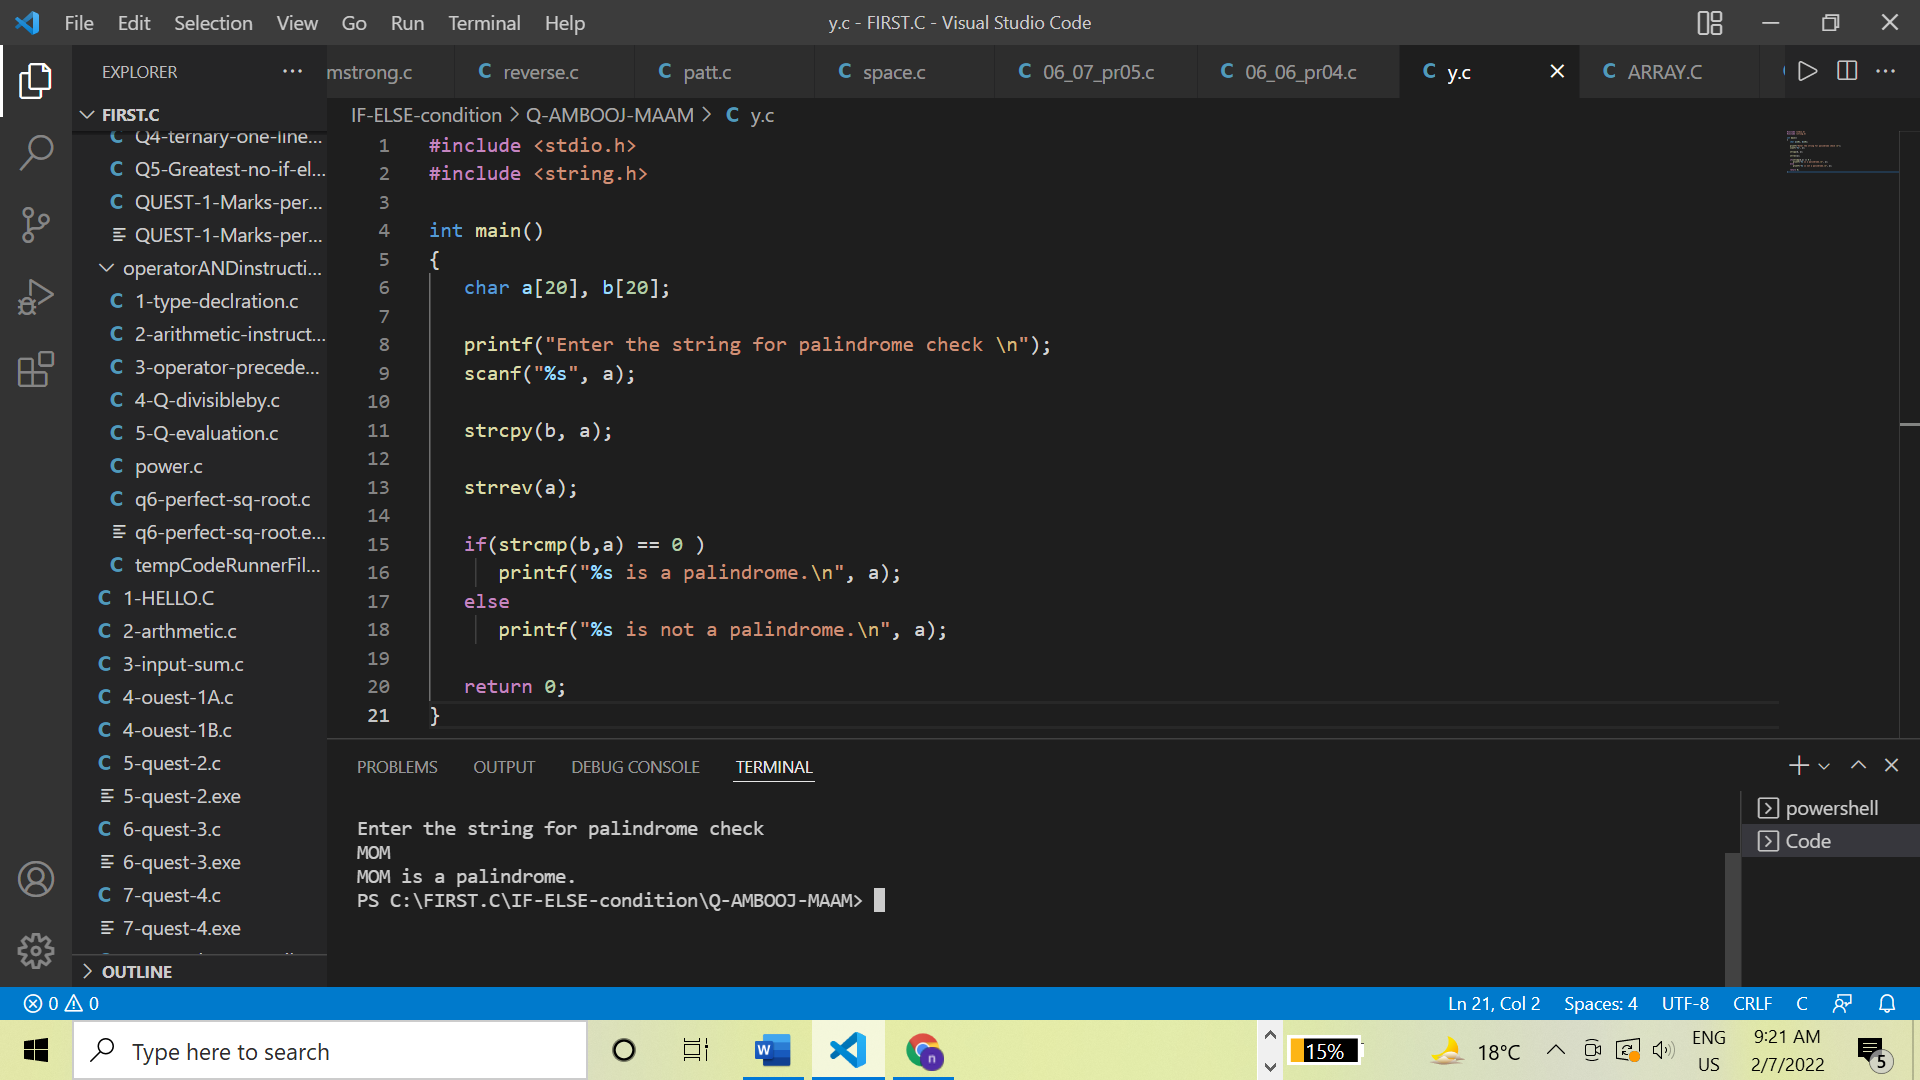 File Edit Selection View Go Run Terminal Help
y.c - FIRST.C - Visual Studio Code
EXPLORER
mstrong.c reverse.c patt.c space.c 06_07_pr05.c 06_06_pr04.c y.c ARRAY.C
FIRST.C
Q4-ternary-one-line...
Q5-Greatest-no-if-el...
QUEST-1-Marks-per...
QUEST-1-Marks-per...
operatorANDinstructi...
1-type-declration.c
2-arithmetic-instruct...
3-operator-precede...
4-Q-divisibleby.c
5-Q-evaluation.c
power.c
q6-perfect-sq-root.c
q6-perfect-sq-root.e...
tempCodeRunnerFil...
1-HELLO.C
2-arthmetic.c
3-input-sum.c
4-ouest-1A.c
4-ouest-1B.c
5-quest-2.c
5-quest-2.exe
6-quest-3.c
6-quest-3.exe
7-quest-4.c
7-quest-4.exe
OUTLINE
IF-ELSE-condition > Q-AMBOOJ-MAAM > C y.c
1 #include <stdio.h>
2 #include <string.h>
3
4 int main()
5 {
6 char a[20], b[20];
7
8 printf("Enter the string for palindrome check \n");
9 scanf("%s", a);
10
11 strcpy(b, a);
12
13 strrev(a);
14
15 if(strcmp(b,a) == 0 )
16 printf("%s is a palindrome.\n", a);
17 else
18 printf("%s is not a palindrome.\n", a);
19
20 return 0;
21 }
PROBLEMS OUTPUT DEBUG CONSOLE TERMINAL
Enter the string for palindrome check
MOM
MOM is a palindrome.
PS C:\FIRST.C\IF-ELSE-condition\Q-AMBOOJ-MAAM>
powershell
Code
0 0
Ln 21, Col 2 Spaces: 4 UTF-8 CRLF C
Type here to search
15%
18°C
ENG
US
9:21 AM
2/7/2022
5